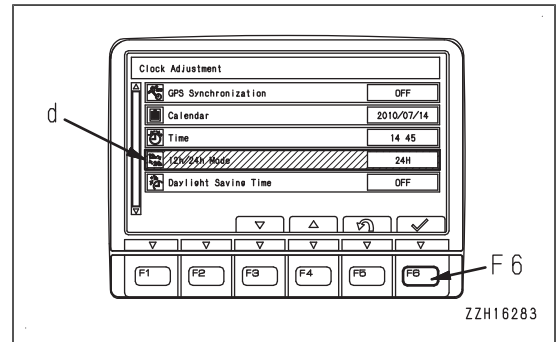 Clock Adjustment
GPS Synchronization OFF
Calendar 2010/07/14
d
Time 14 45
12h/24h Mode 24H
Daylight Saving Time OFF
F1 F2 F3 F4 F5 F6
F6
ZZH16283